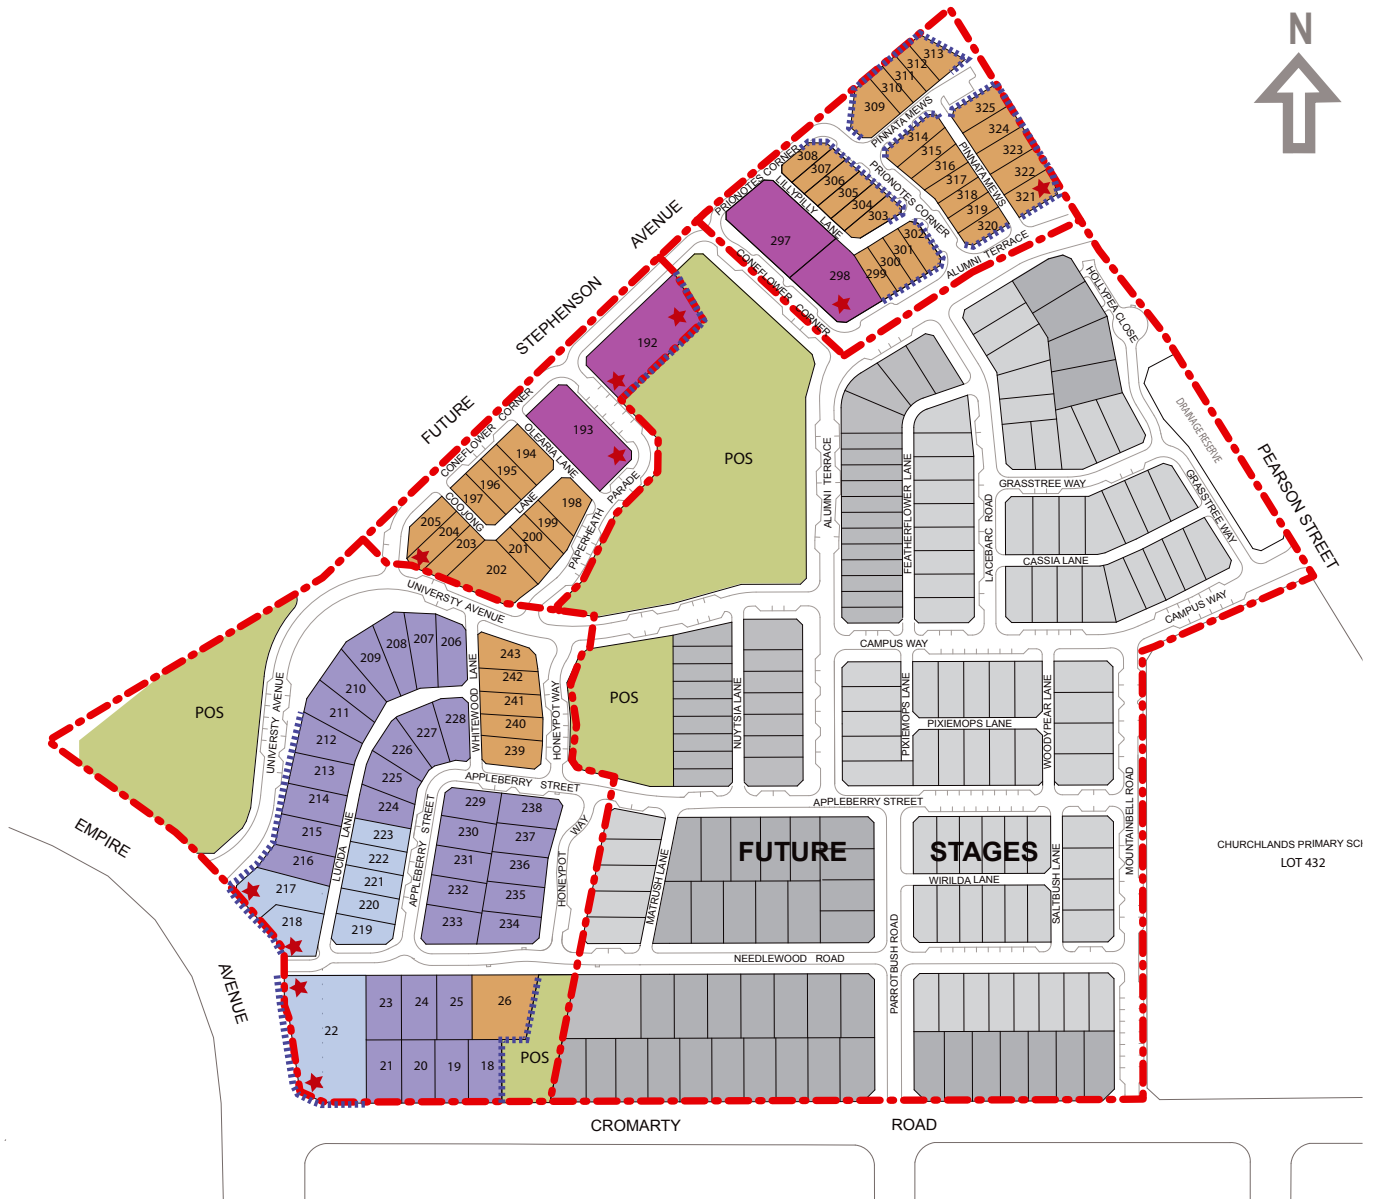 N
313
312
311
310
309
PINNATA MEWS
325
324
323
322
321
314
315
316
317
318
319
320
PINNATA MEWS
PRIONOTES CORNER
308
307
306
305
304
303
PRIONOTES CORNER
LILLYPILLY LANE
302
301
300
299
297
298
CONEFLOWER CORNER
ALUMNI TERRACE
FUTURE STEPHENSON AVENUE
192
193
CONEFLOWER CORNER
OLEARIA LANE
194
195
196
197
COOJONG LANE
198
199
200
201
202
203
204
205
PAPERHEATH PARADE
UNIVERSTY AVENUE
POS
HOLLYPEA CLOSE
DRAINAGE RESERVE
PEARSON STREET
ALUMNI TERRACE
FEATHERFLOWER LANE
LACEBARC ROAD
GRASSTREE WAY
GRASSTREE WAY
CASSIA LANE
CAMPUS WAY
CAMPUS WAY
POS
UNIVERSTY AVENUE
206
207
208
209
210
211
212
213
214
215
216
217
218
WHITEWOOD LANE
243
242
241
240
239
HONEYPOT WAY
POS
NUYTSIA LANE
PIXIEMOPS LANE
PIXIEMOPS LANE
WOODYPEAR LANE
228
227
226
225
224
223
222
221
220
219
LUCIDA LANE
APPLEBERRY STREET
APPLEBERRY STREET
229
230
231
232
233
238
237
236
235
234
HONEYPOT WAY
APPLEBERRY STREET
MATRUSH LANE
FUTURE STAGES
WIRILDA LANE
SALTBUSH LANE
MOUNTAINBELL ROAD
CHURCHLANDS PRIMARY SCH
LOT 432
EMPIRE AVENUE
NEEDLEWOOD ROAD
PARROTBUSH ROAD
22
23
24
25
26
21
20
19
18
POS
CROMARTY ROAD